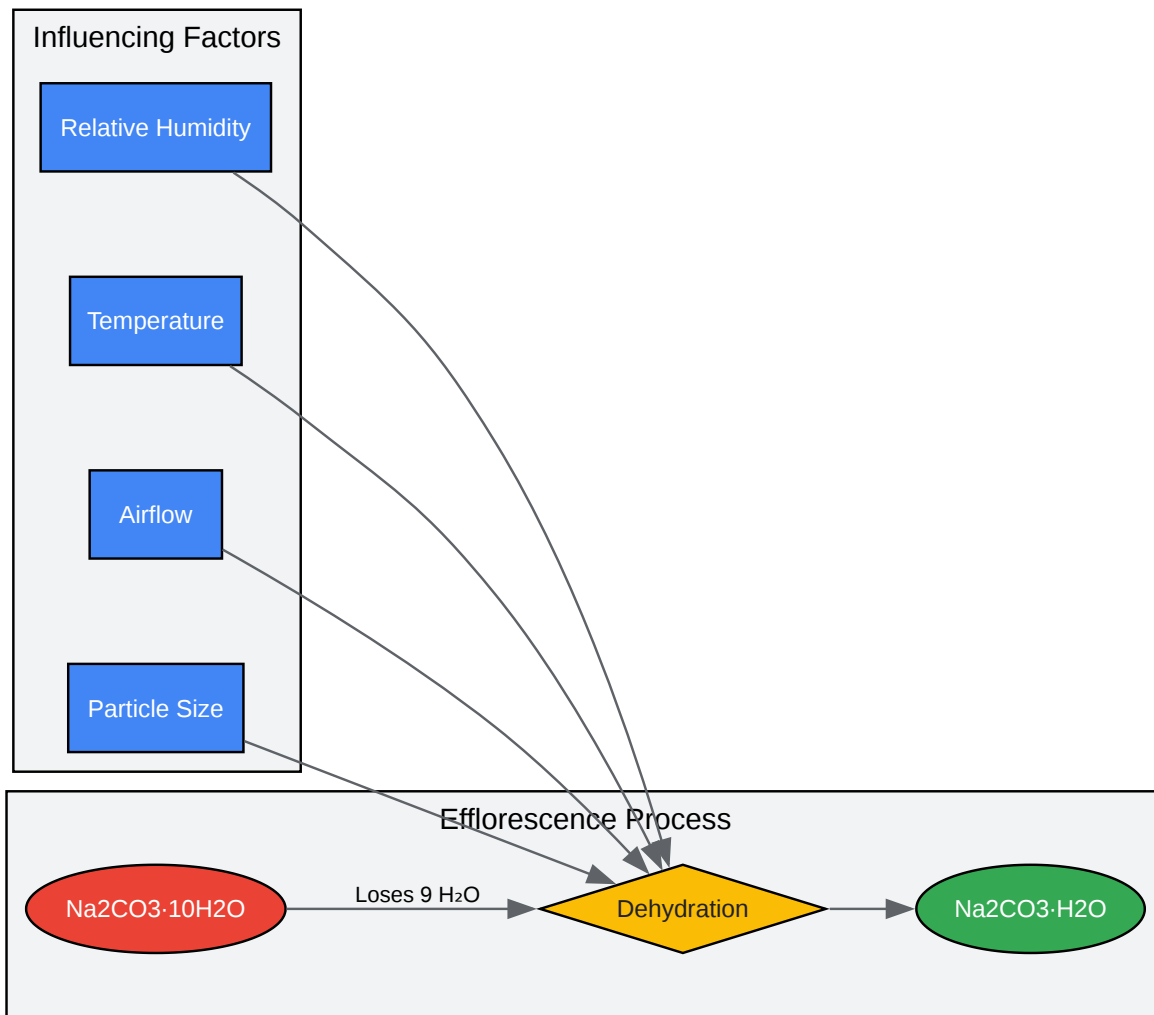 Influencing Factors
Relative Humidity
Temperature
Airflow
Particle Size
Efflorescence Process
Na2CO3·10H2O
Loses 9 H₂O
Dehydration
Na2CO3·H2O